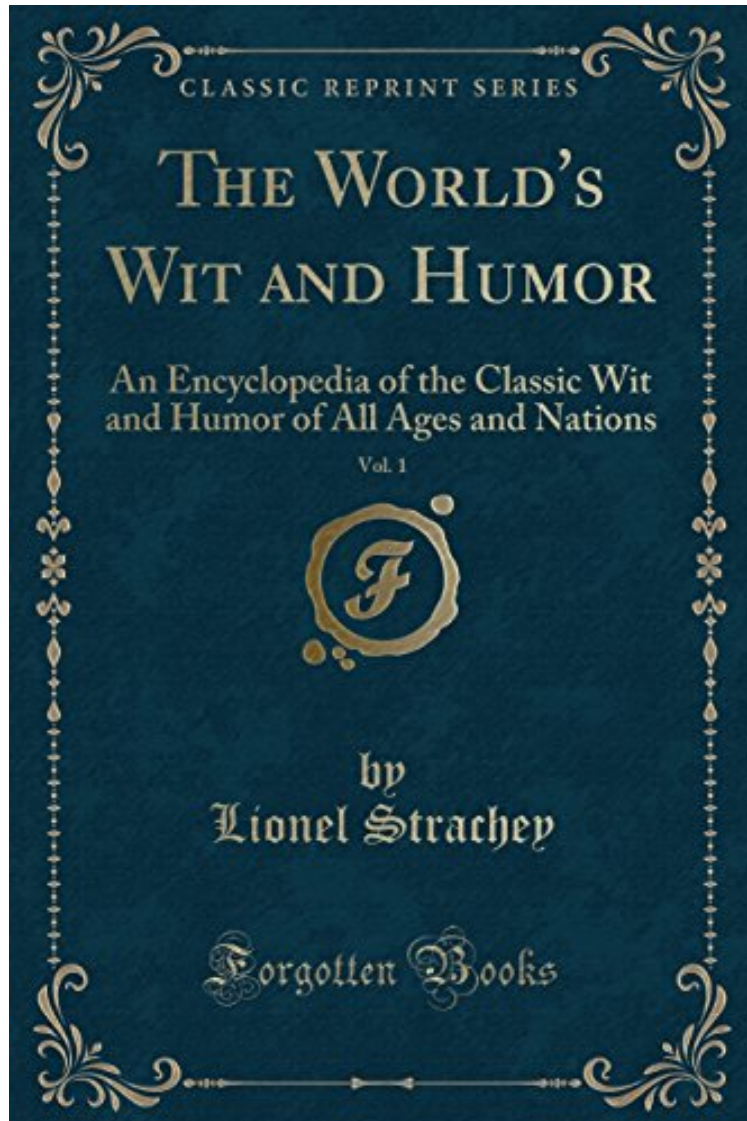 CLASSIC REPRINT SERIES
THE WORLD'S
WIT AND HUMOR
An Encyclopedia of the Classic Wit
and Humor of All Ages and Nations
Vol. 1
F
by
Lionel Strachey
Forgotten Books